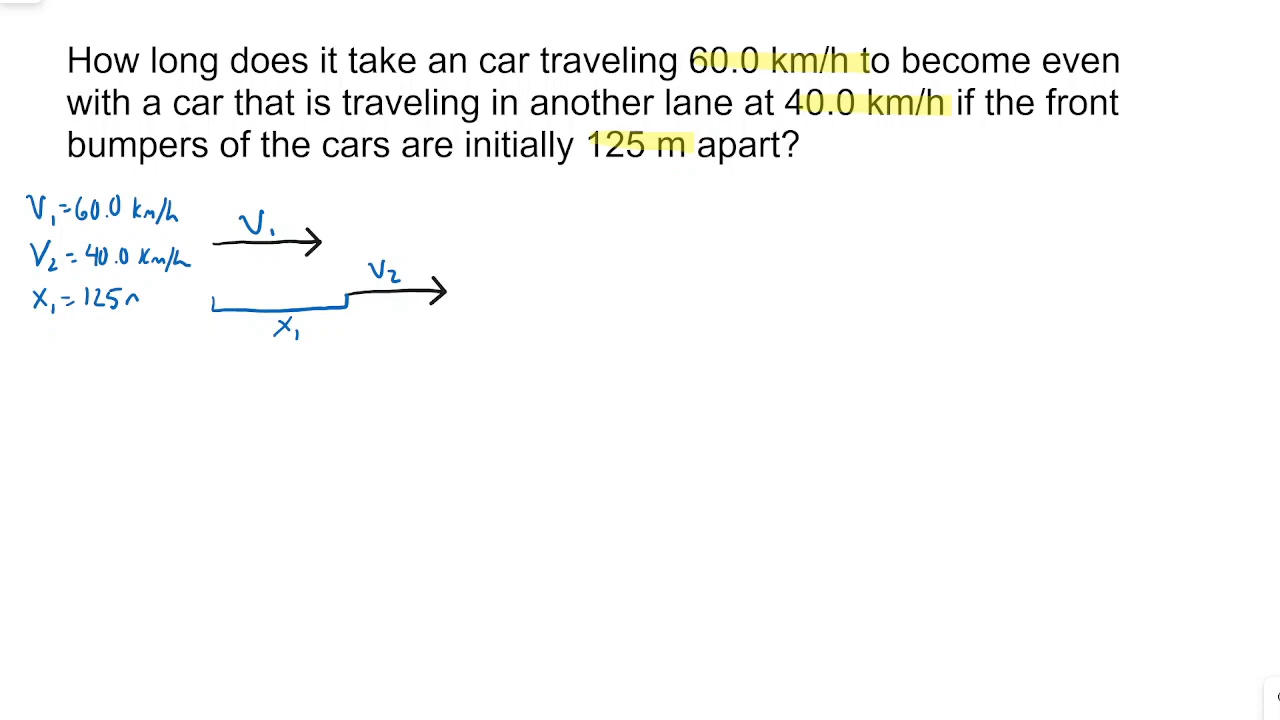 How long does it take an car traveling 60.0 km/h to become even
with a car that is traveling in another lane at 40.0 km/h if the front
bumpers of the cars are initially 125 m apart?
V₁=60.0 km/h
V₁
V₂ = 40.0 km/h
V₂
X₁ = 125n
X₁